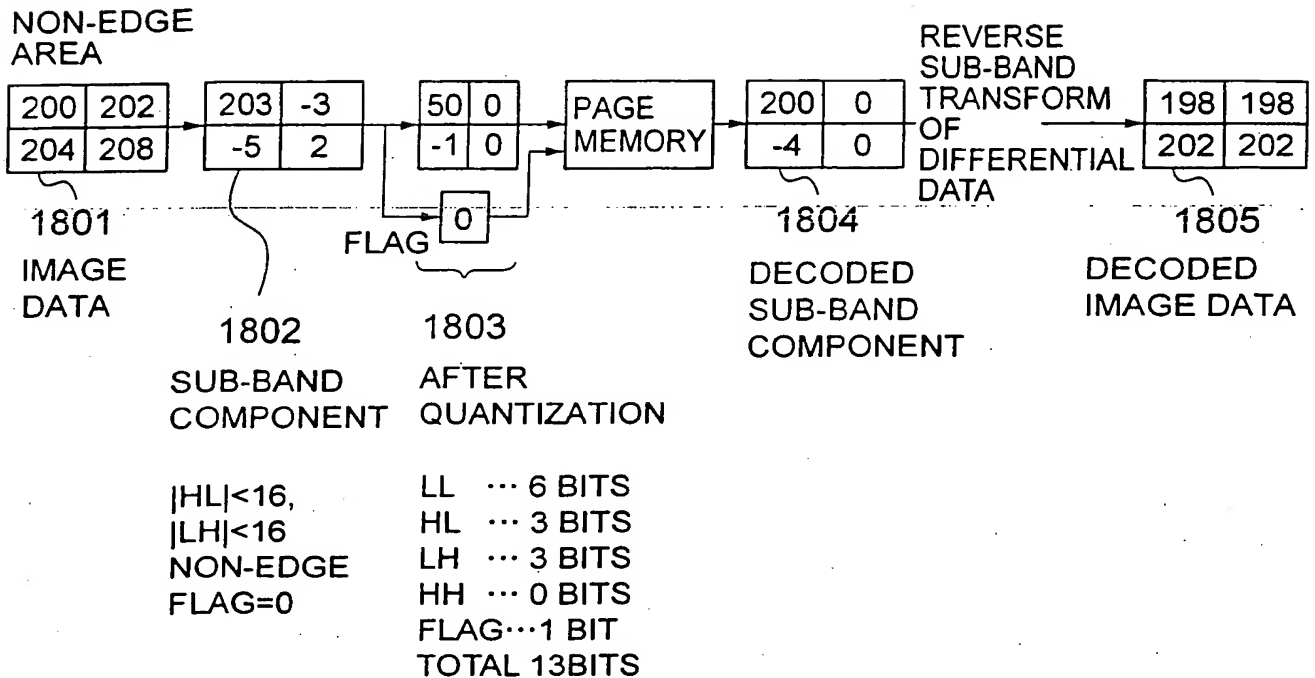 NON-EDGE
AREA
200 202
204 208
203 -3
-5 2
50 0
-1 0
FLAG
0
PAGE
MEMORY
200 0
-4 0
REVERSE
SUB-BAND
TRANSFORM
OF
DIFFERENTIAL
DATA
198 198
202 202
1801
IMAGE
DATA
1802
SUB-BAND
COMPONENT
1803
AFTER
QUANTIZATION
1804
DECODED
SUB-BAND
COMPONENT
1805
DECODED
IMAGE DATA
|HL|<16,
|LH|<16
NON-EDGE
FLAG=0
LL ··· 6 BITS
HL ··· 3 BITS
LH ··· 3 BITS
HH ··· 0 BITS
FLAG···1 BIT
TOTAL 13BITS